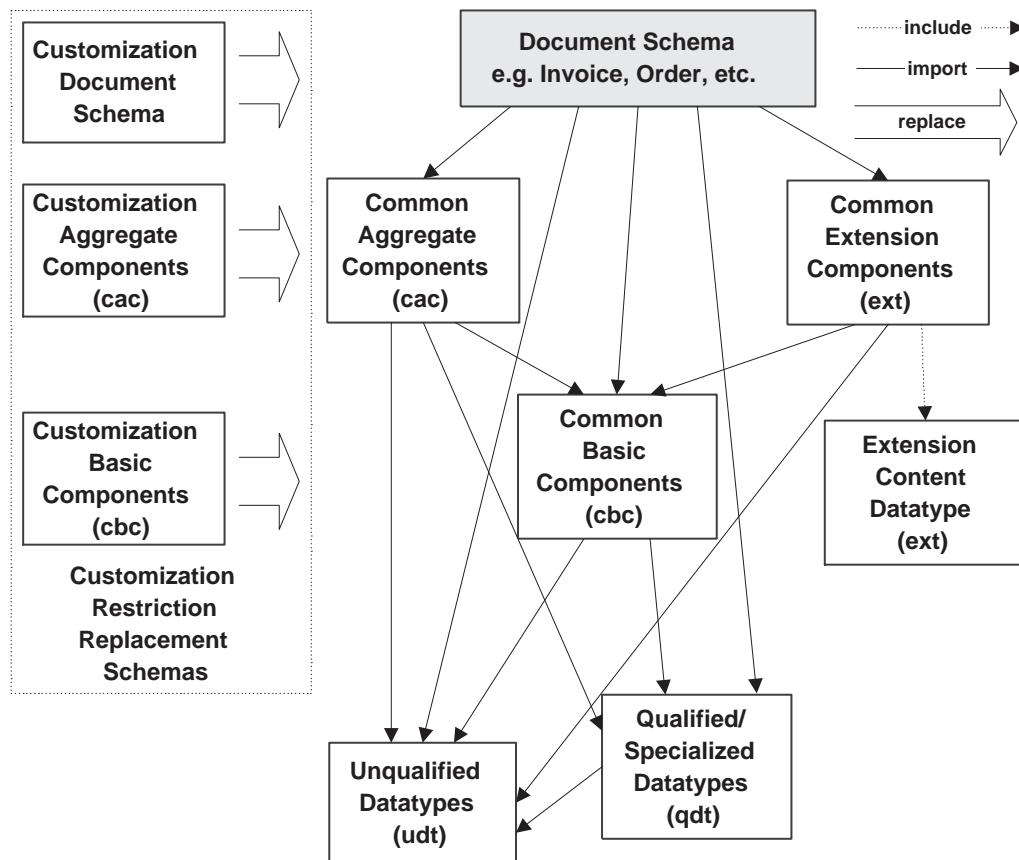 Customization
Document
Schema
Document Schema
e.g. Invoice, Order, etc.
include
import
replace
Customization
Aggregate
Components
(cac)
Common
Aggregate
Components
(cac)
Common
Extension
Components
(ext)
Customization
Basic
Components
(cbc)
Common
Basic
Components
(cbc)
Extension
Content
Datatype
(ext)
Customization
Restriction
Replacement
Schemas
Unqualified
Datatypes
(udt)
Qualified/
Specialized
Datatypes
(qdt)